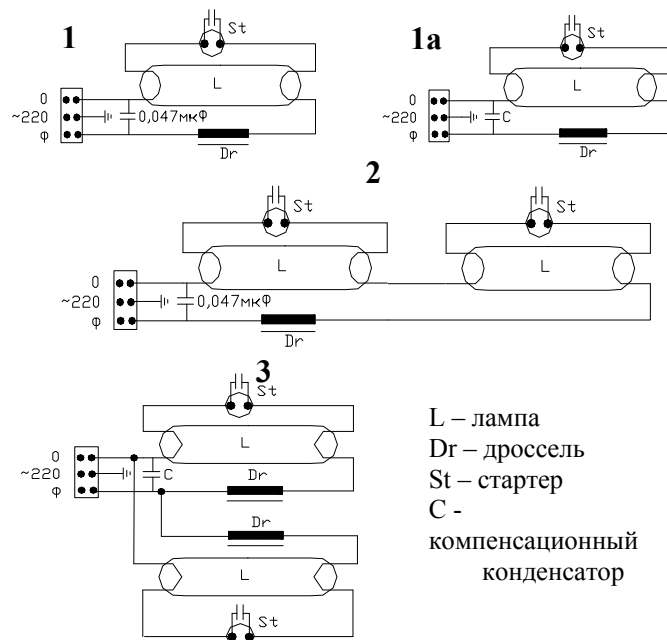 1
St
L
0
~220
Φ
0,047мкФ
Dr
1а
St
L
0
~220
Φ
C
Dr
2
St
St
L
L
0
~220
Φ
0,047мкФ
Dr
3
St
L
0
~220
Φ
C
Dr
Dr
L
St
L – лампа
Dr – дроссель
St – стартер
C -
компенсационный
конденсатор